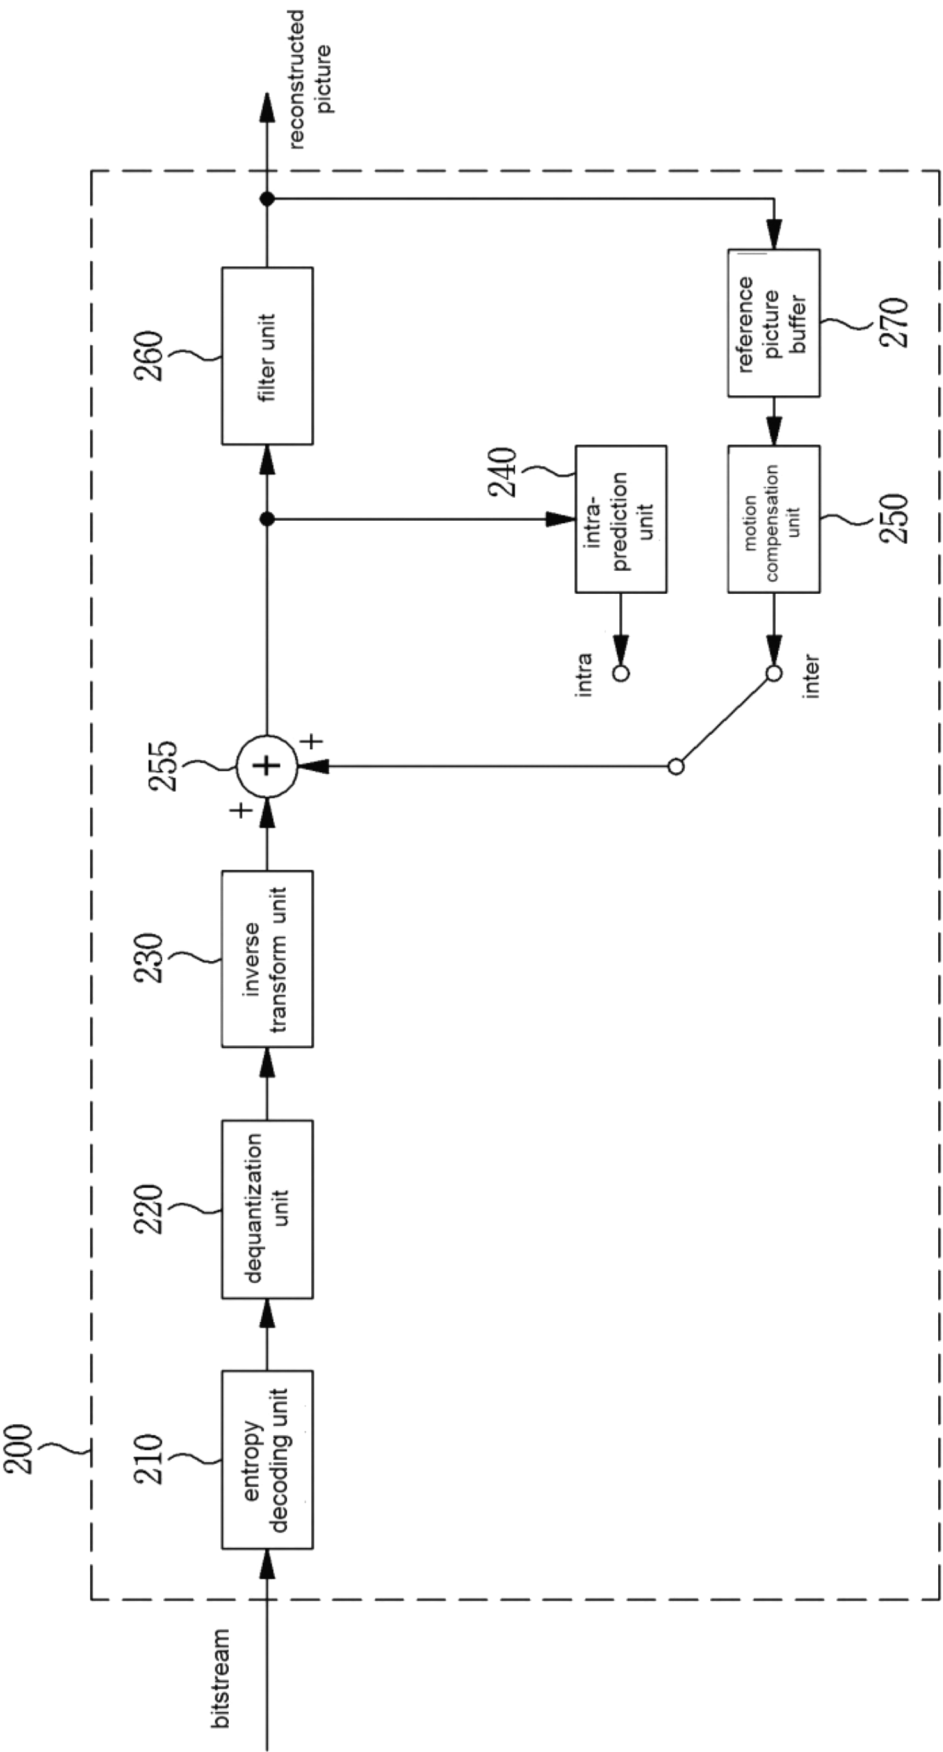 200
210
220
230
255
260
+
bitstream
entropy
decoding unit
dequantization
unit
inverse
transform unit
+
+
filter unit
reconstructed
picture
240
intra-
prediction
unit
intra
reference
picture
buffer
motion
compensation
unit
inter
250
270